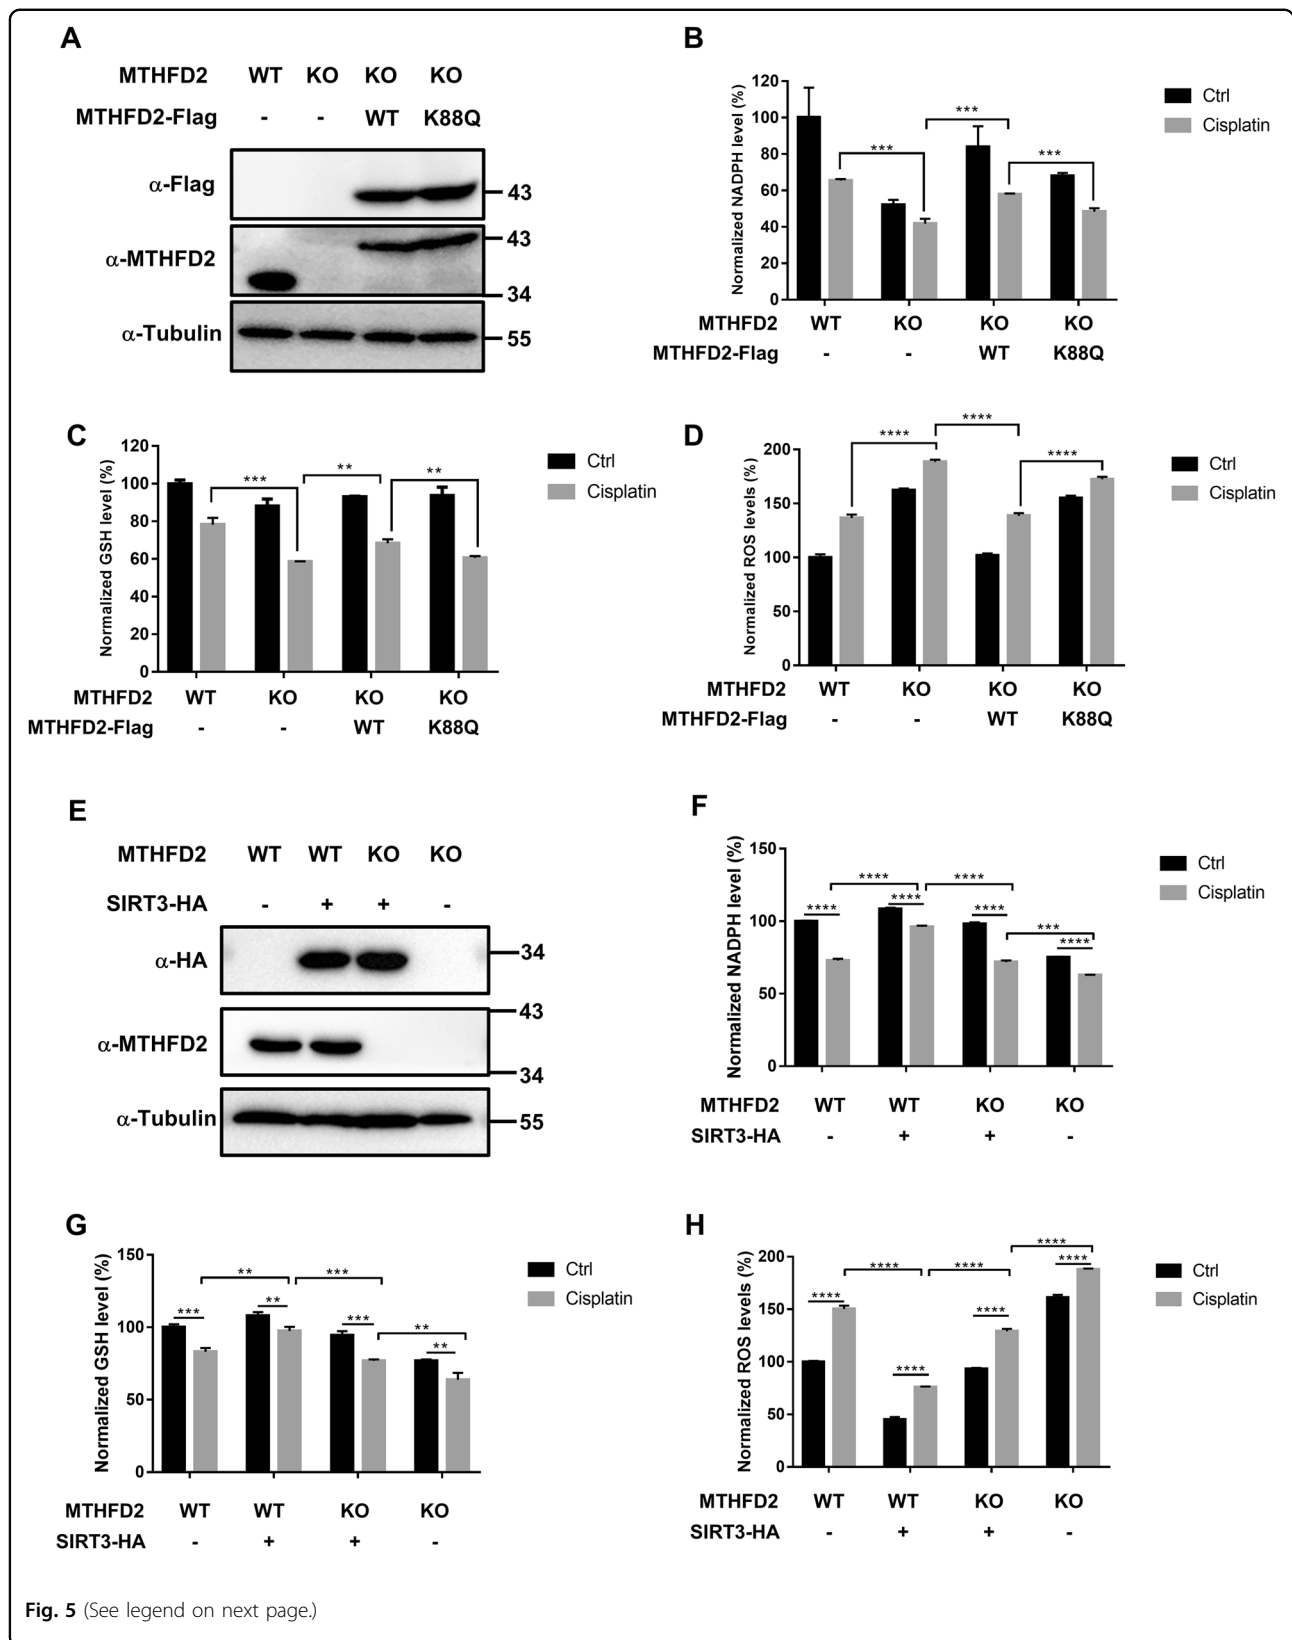 A
MTHFD2 WT KO KO KO
MTHFD2-Flag - - WT K88Q
α-Flag 43
α-MTHFD2 43
34
α-Tubulin 55
B
Normalized NADPH level (%)
120
100
80
60
40
20
0
*** *** ***
Ctrl
Cisplatin
MTHFD2 WT KO KO KO
MTHFD2-Flag - - WT K88Q
C
Normalized GSH level (%)
120
100
80
60
40
20
0
*** ** **
Ctrl
Cisplatin
MTHFD2 WT KO KO KO
MTHFD2-Flag - - WT K88Q
D
Normalized ROS levels (%)
200
150
100
50
0
**** **** ****
Ctrl
Cisplatin
MTHFD2 WT KO KO KO
MTHFD2-Flag - - WT K88Q
E
MTHFD2 WT WT KO KO
SIRT3-HA - + + -
α-HA 34
43
α-MTHFD2
34
α-Tubulin 55
F
Normalized NADPH level (%)
150
100
50
0
**** ****
**** **** **** *** ****
Ctrl
Cisplatin
MTHFD2 WT WT KO KO
SIRT3-HA - + + -
G
Normalized GSH level (%)
150
100
50
0
** ***
*** ** *** ** **
Ctrl
Cisplatin
MTHFD2 WT WT KO KO
SIRT3-HA - + + -
H
Normalized ROS levels (%)
200
150
100
50
0
**** **** ****
**** **** **** ****
Ctrl
Cisplatin
MTHFD2 WT WT KO KO
SIRT3-HA - + + -
Fig. 5 (See legend on next page.)